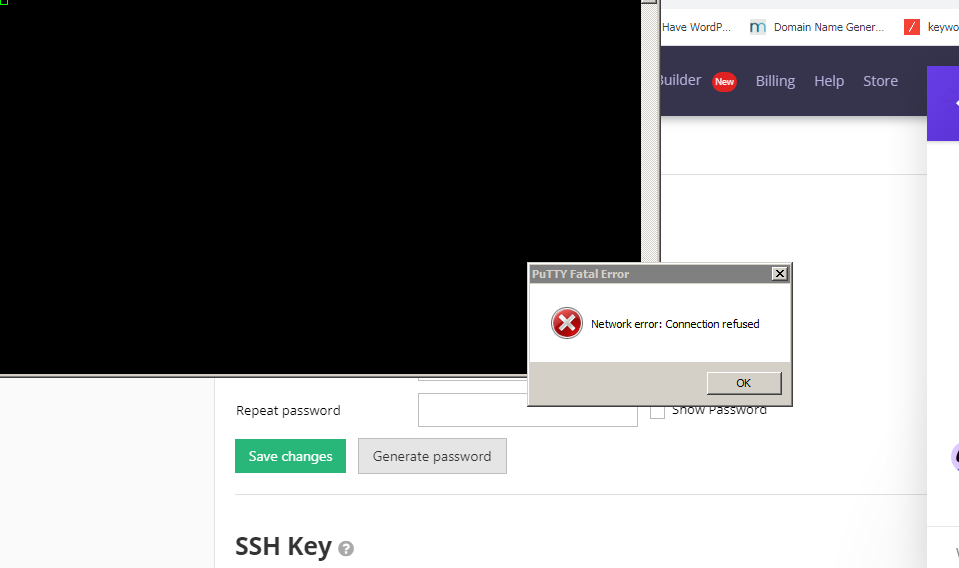 Have WordP... Domain Name Gener... keywo
Builder New Billing Help Store
PuTTY Fatal Error
Network error: Connection refused
OK
Repeat password Show Password
Save changes Generate password
SSH Key ?